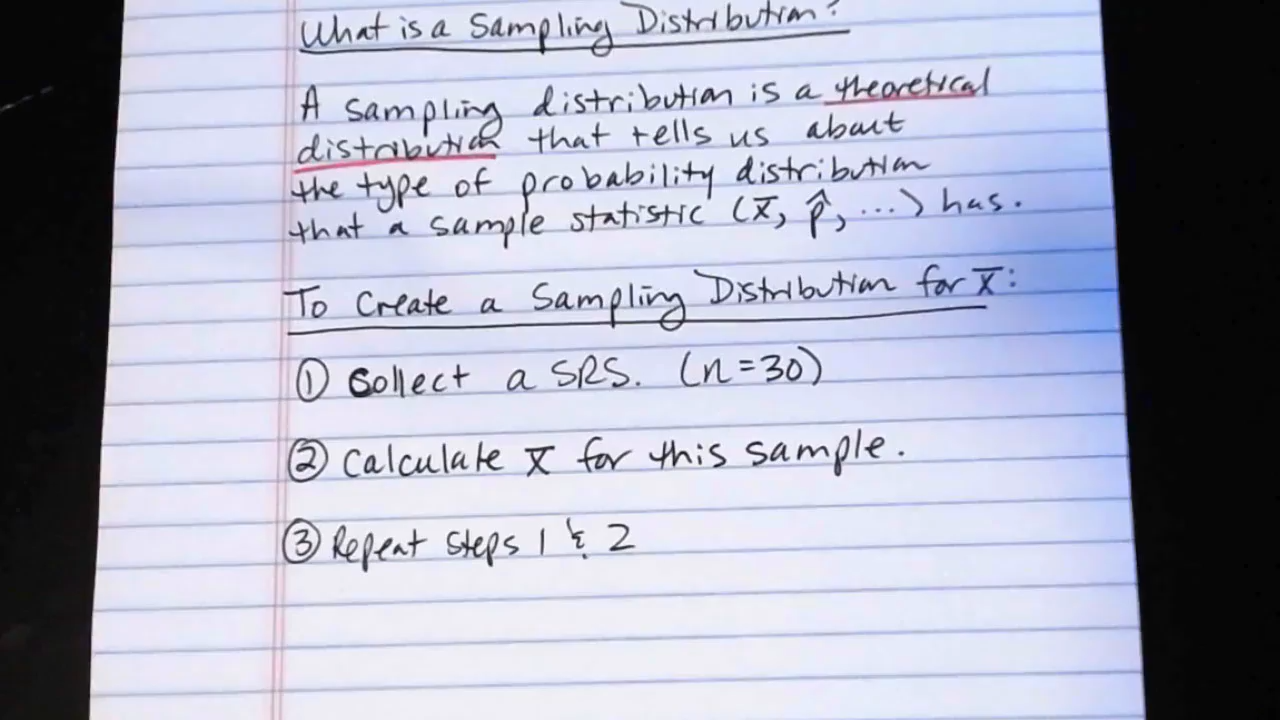 What is a Sampling Distribution?
A sampling distribution is a theoretical
distribution that tells us about
the type of probability distribution
that a sample statistic (x̄, p̂, ...) has.
To Create a Sampling Distribution for x̄:
① Collect a SRS. (n=30)
② Calculate x̄ for this sample.
③ Repeat steps 1 & 2